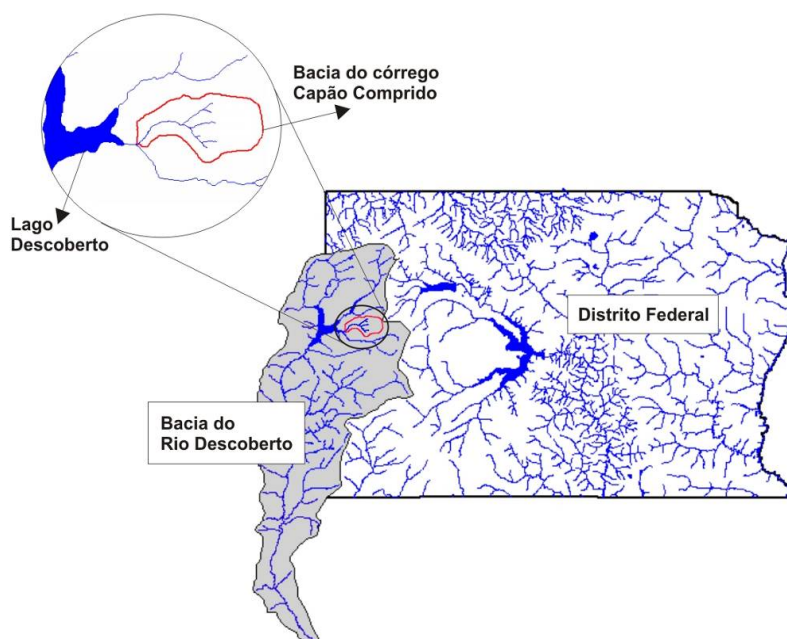 Bacia do córrego
Capão Comprido
Lago
Descoberto
Distrito Federal
Bacia do
Rio Descoberto